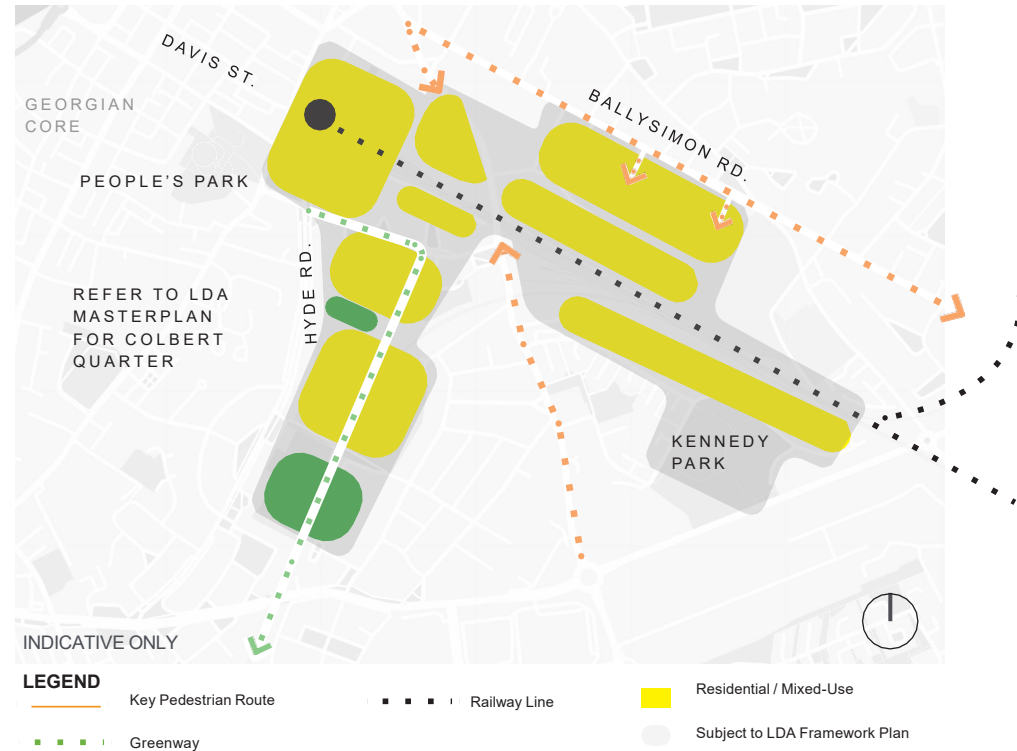 DAVIS ST.
GEORGIAN
CORE
BALLYSIMON RD.
PEOPLE'S PARK
HYDE RD.
REFER TO LDA
MASTERPLAN
FOR COLBERT
QUARTER
KENNEDY
PARK
INDICATIVE ONLY
LEGEND
Key Pedestrian Route
Railway Line
Residential / Mixed-Use
Greenway
Subject to LDA Framework Plan